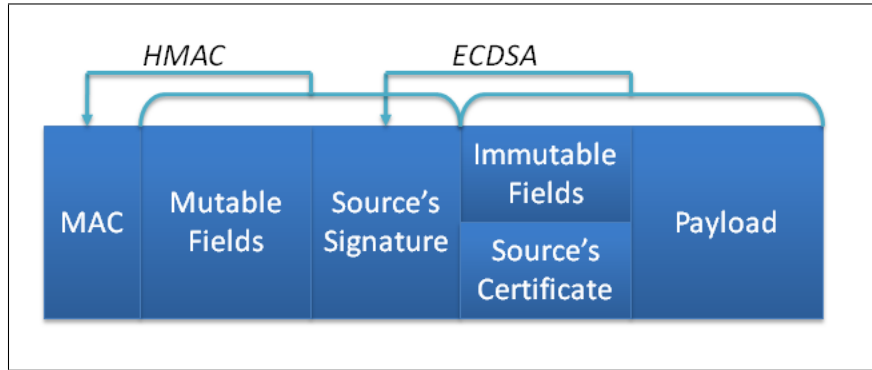 HMAC
ECDSA
MAC
Mutable
Fields
Source's
Signature
Immutable
Fields
Source's
Certificate
Payload